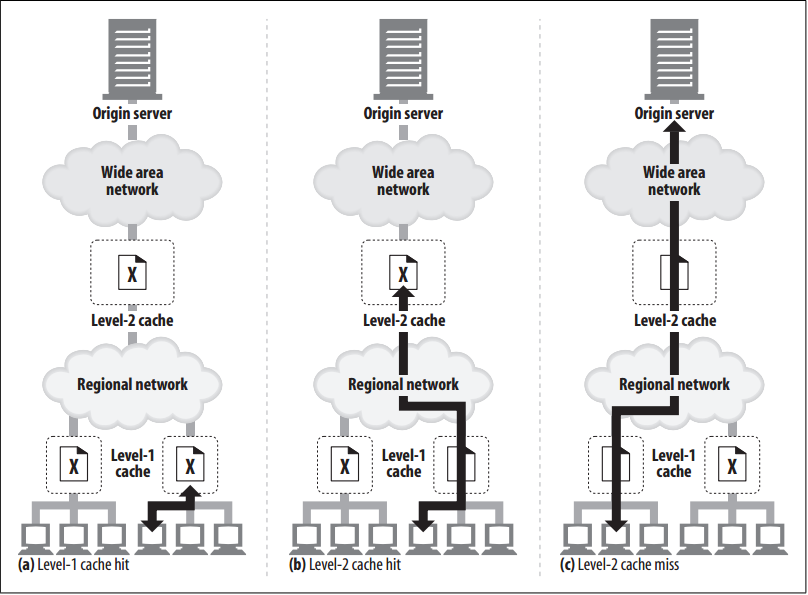 Origin server
Wide area
network
X
Level-2 cache
Regional network
X
Level-1
cache
X
(a) Level-1 cache hit
Origin server
Wide area
network
X
Level-2 cache
Regional network
X
Level-1
cache
(b) Level-2 cache hit
Origin server
Wide area
network
Level-2 cache
Regional network
Level-1
cache
X
(c) Level-2 cache miss